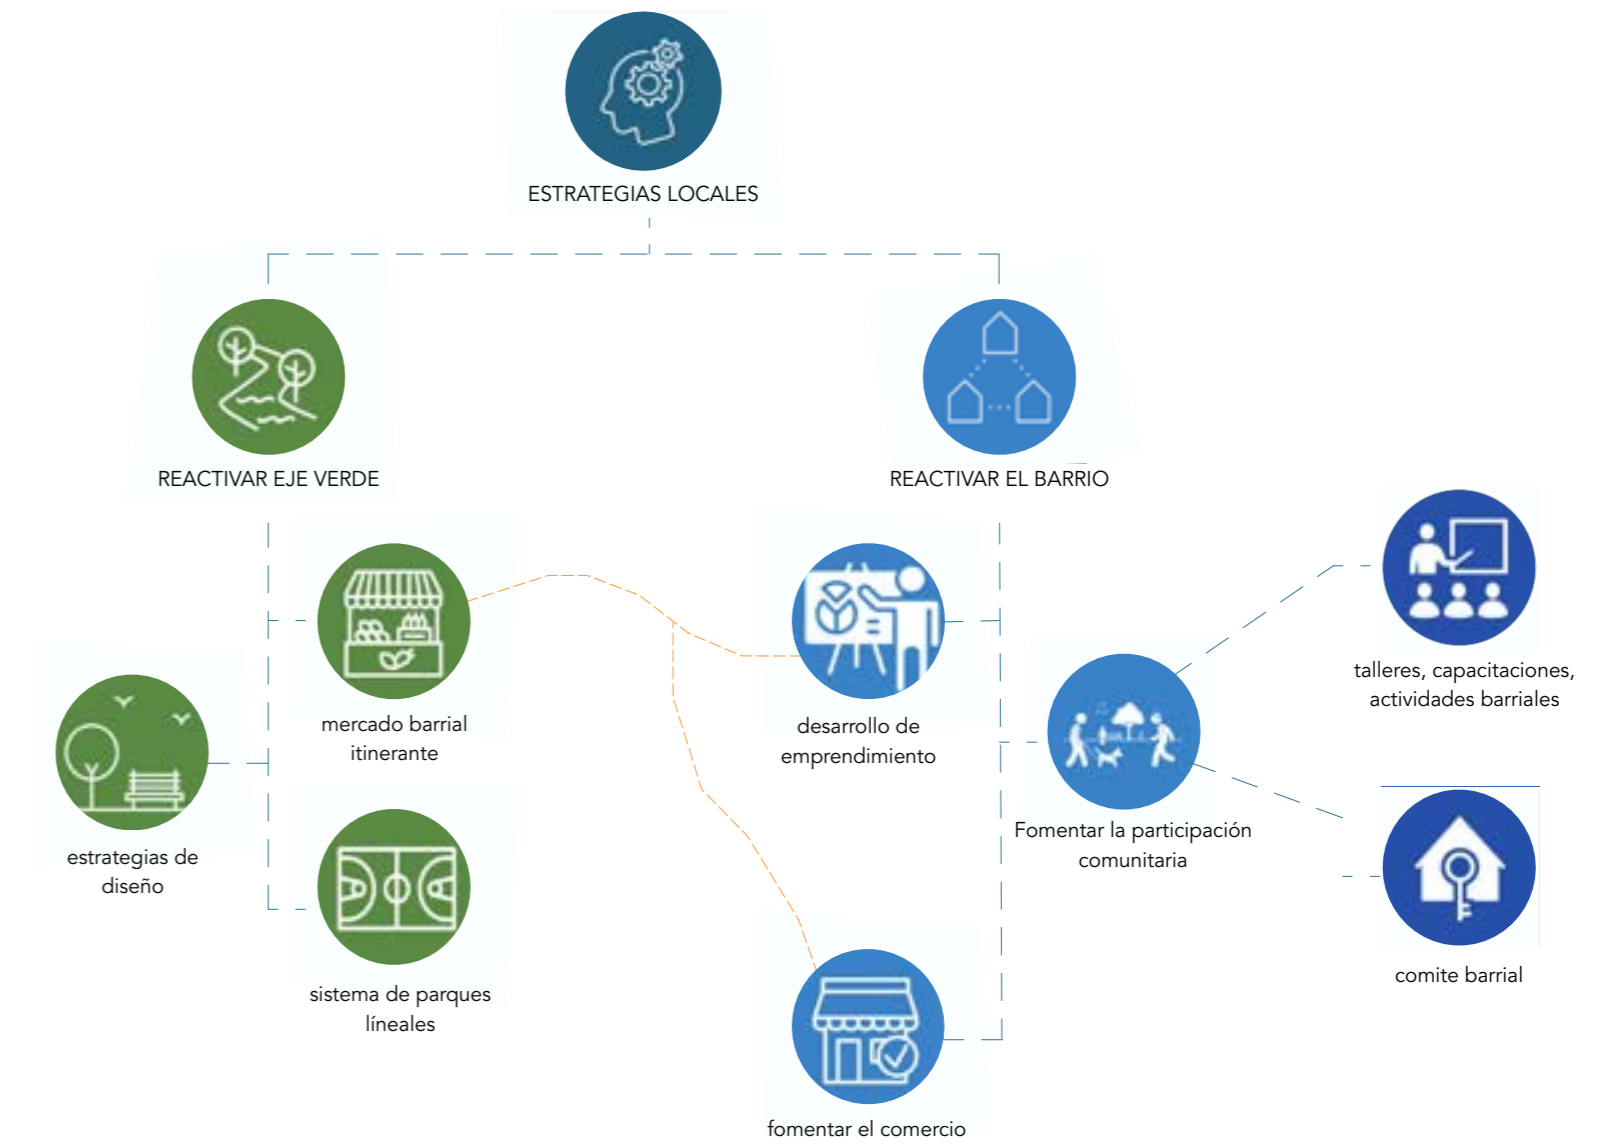 ESTRATEGIAS LOCALES
REACTIVAR EJE VERDE
REACTIVAR EL BARRIO
mercado barrial
itinerante
estrategias de
diseño
sistema de parques
líneales
desarrollo de
emprendimiento
fomentar el comercio
Fomentar la participación
comunitaria
talleres, capacitaciones,
actividades barriales
comite barrial